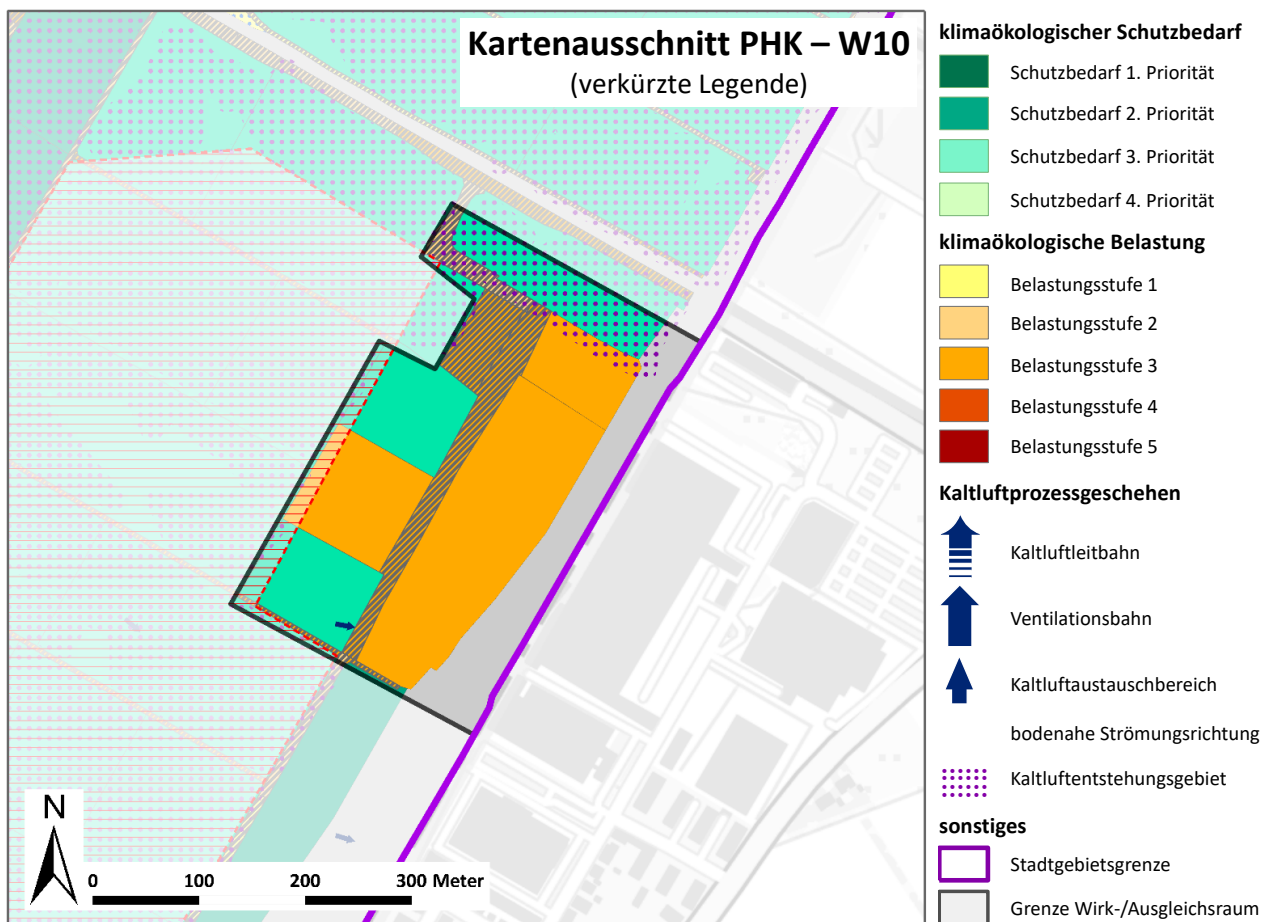 Kartenausschnitt PHK – W10
(verkürzte Legende)
klimaökologischer Schutzbedarf
Schutzbedarf 1. Priorität
Schutzbedarf 2. Priorität
Schutzbedarf 3. Priorität
Schutzbedarf 4. Priorität
klimaökologische Belastung
Belastungsstufe 1
Belastungsstufe 2
Belastungsstufe 3
Belastungsstufe 4
Belastungsstufe 5
Kaltluftprozessgeschehen
Kaltluftleitbahn
Ventilationsbahn
Kaltluftaustauschbereich
bodenahe Strömungsrichtung
Kaltluftentstehungsgebiet
sonstiges
Stadtgebietsgrenze
Grenze Wirk-/Ausgleichsraum
N
0 100 200 300 Meter